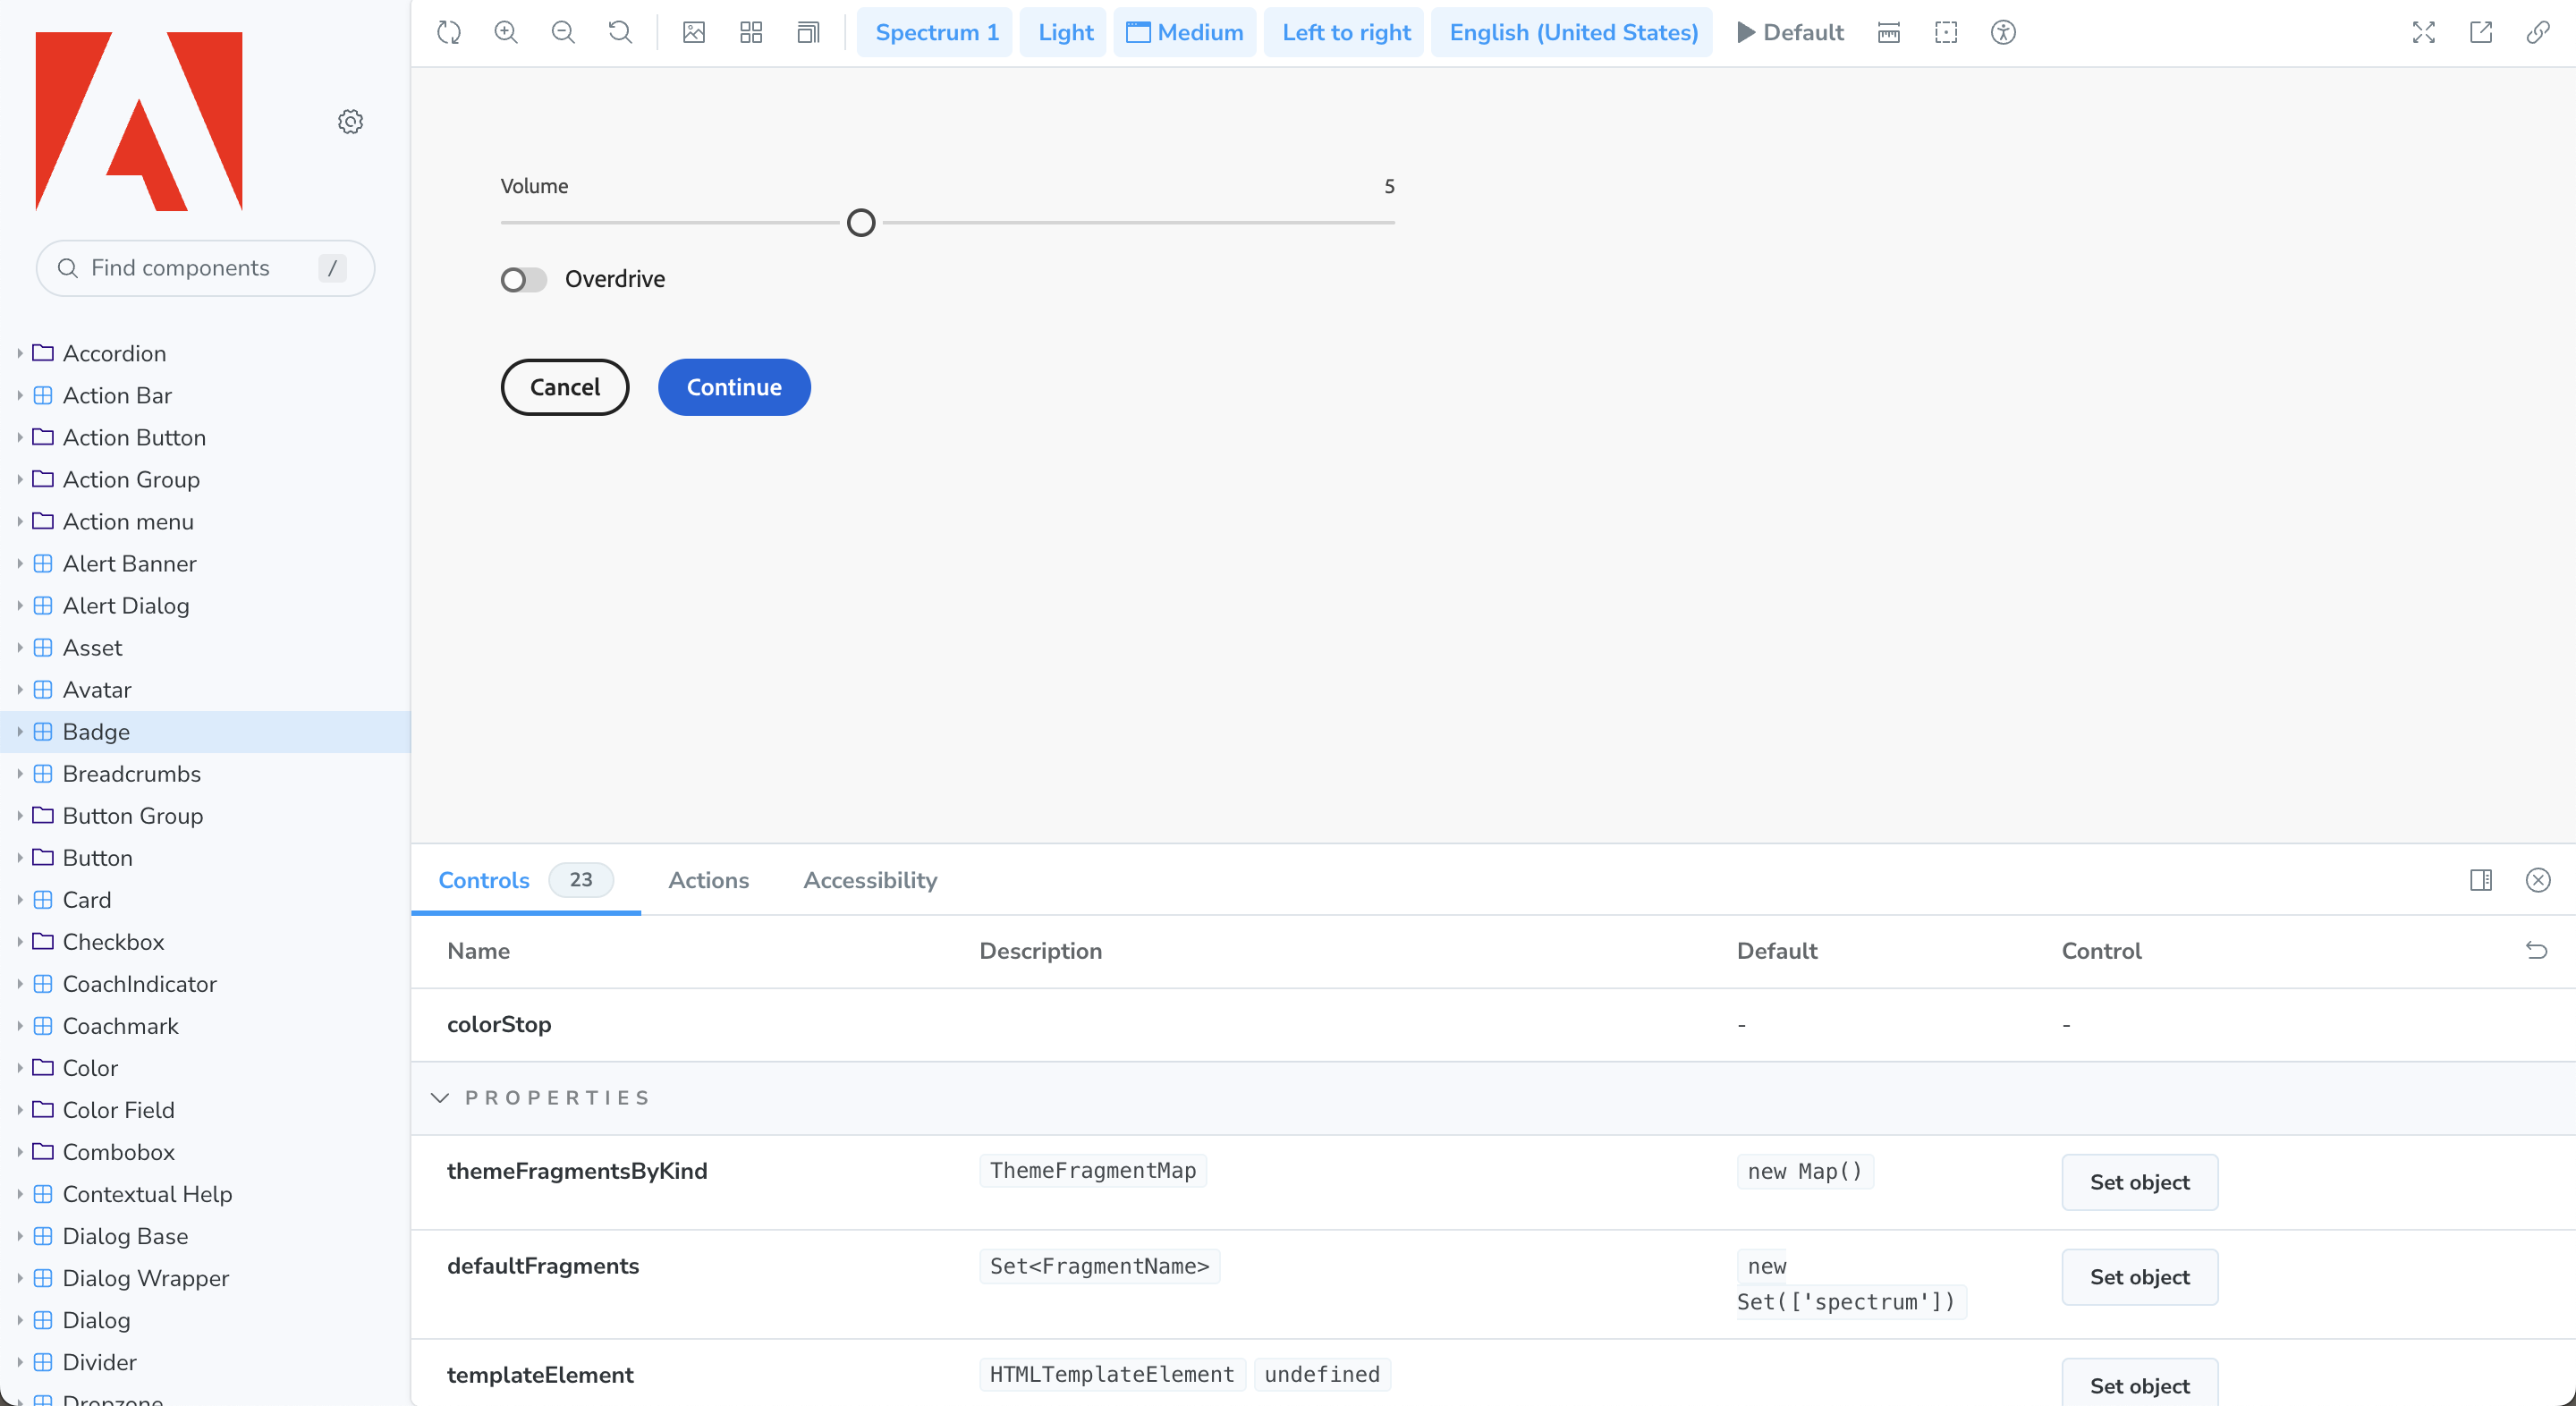 Find components /
Accordion
Action Bar
Action Button
Action Group
Action menu
Alert Banner
Alert Dialog
Asset
Avatar
Badge
Breadcrumbs
Button Group
Button
Card
Checkbox
CoachIndicator
Coachmark
Color
Color Field
Combobox
Contextual Help
Dialog Base
Dialog Wrapper
Dialog
Divider
Dropzone
Spectrum 1 Light Medium Left to right English (United States) Default
Volume 5
Overdrive
Cancel Continue
Controls 23 Actions Accessibility
Name Description Default Control
colorStop - -
PROPERTIES
themeFragmentsByKind ThemeFragmentMap new Map() Set object
defaultFragments Set<FragmentName> new Set object
Set(['spectrum'])
templateElement HTMLTemplateElement undefined Set object